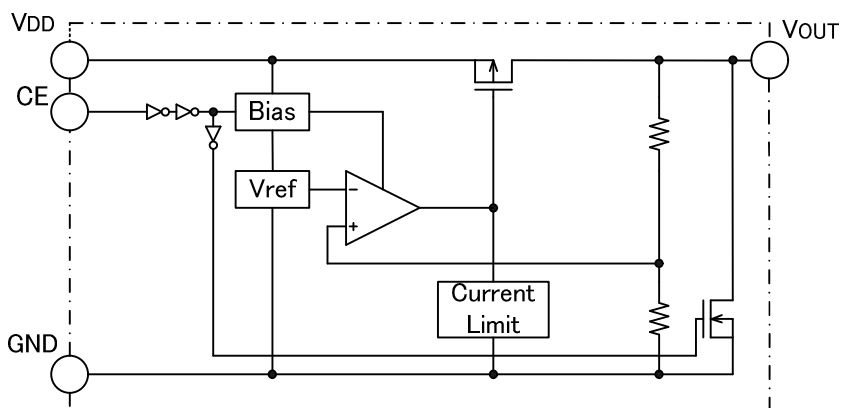 VDD
VOUT
CE
Bias
Vref
−
+
Current
Limit
GND